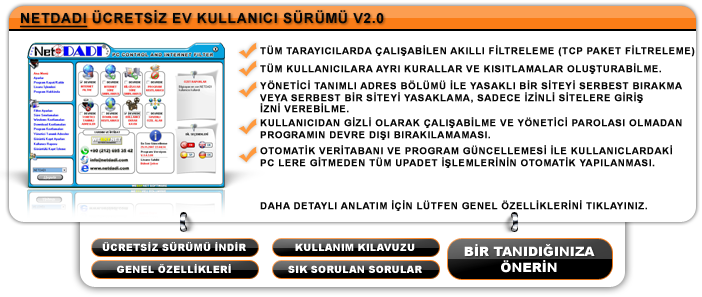 NETDADI ÜCRETSİZ EV KULLANICI SÜRÜMÜ V2.0
Net DADI
PC CONTROL AND INTERNET FILTER
TÜM TARAYICILARDA ÇALIŞABİLEN AKILLI FİLTRELEME (TCP PAKET FİLTRELEME)
TÜM KULLANICILARA AYRI KURALLAR VE KISITLAMALAR OLUŞTURABİLME.
YÖNETİCİ TANIMLI ADRES BÖLÜMÜ İLE YASAKLI BİR SİTEYİ SERBEST BIRAKMA
VEYA SERBEST BİR SİTEYİ YASAKLAMA, SADECE İZİNLİ SİTELERE GİRİŞ
İZNİ VEREBİLME.
KULLANICIDAN GİZLİ OLARAK ÇALIŞABİLME VE YÖNETİCİ PAROLASI OLMADAN
PROGRAMIN DEVRE DIŞI BIRAKILAMAMASI.
OTOMATİK VERİTABANI VE PROGRAM GÜNCELLEMESİ İLE KULLANICLARDAKİ
PC LERE GİTMEDEN TÜM UPADET İŞLEMLERİNİN OTOMATİK YAPILANMASI.
info@netdadi.com
www.netdadi.com
DAHA DETAYLI ANLATIM İÇİN LÜTFEN GENEL ÖZELLİKLERİNİ TIKLAYINIZ.
ÜCRETSİZ SÜRÜMÜ İNDİR
KULLANIM KILAVUZU
BİR TANIDIĞINIZA
ÖNERİN
GENEL ÖZELLİKLERİ
SIK SORULAN SORULAR